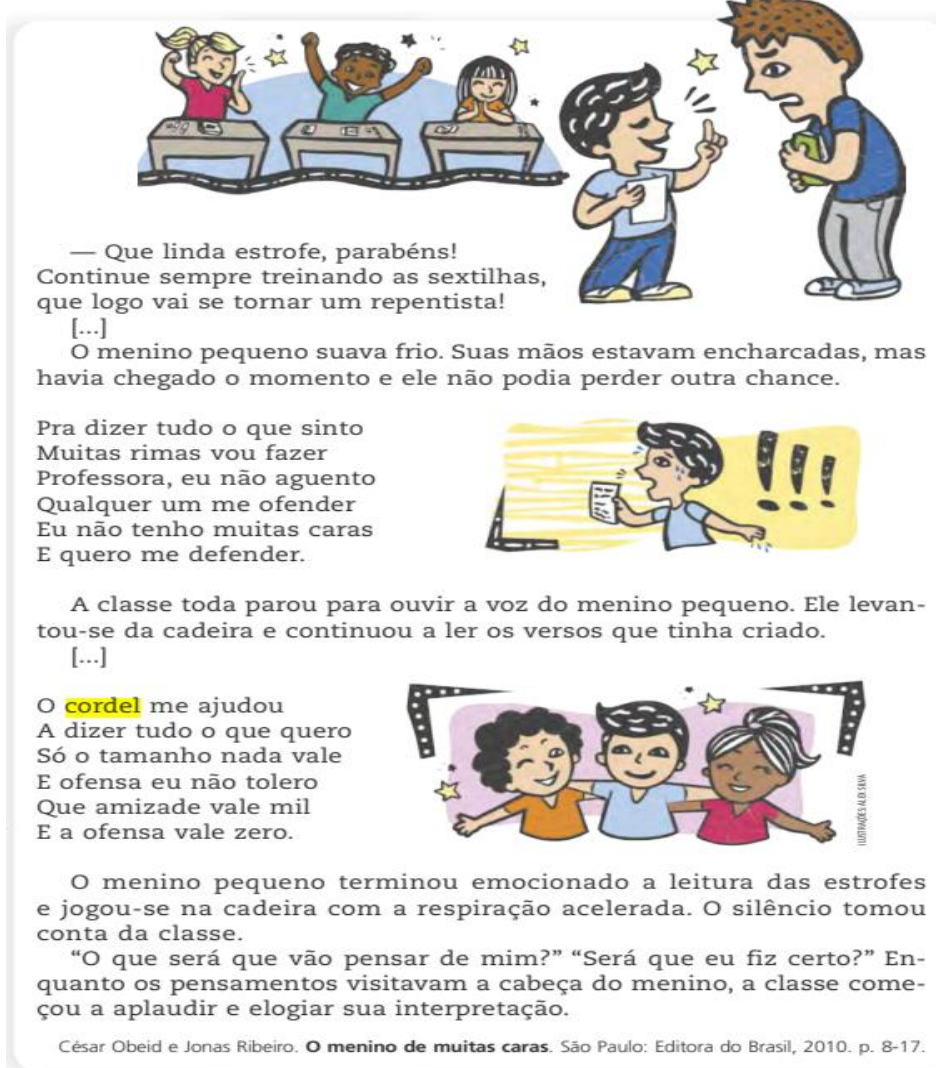 — Que linda estrofe, parabéns!
Continue sempre treinando as sextilhas,
que logo vai se tornar um repentista!
[...]
O menino pequeno suava frio. Suas mãos estavam encharcadas, mas
havia chegado o momento e ele não podia perder outra chance.
Pra dizer tudo o que sinto
Muitas rimas vou fazer
Professora, eu não aguento
Qualquer um me ofender
Eu não tenho muitas caras
E quero me defender.
A classe toda parou para ouvir a voz do menino pequeno. Ele levan-
tou-se da cadeira e continuou a ler os versos que tinha criado.
[...]
O cordel me ajudou
A dizer tudo o que quero
Só o tamanho nada vale
E ofensa eu não tolero
Que amizade vale mil
E a ofensa vale zero.
ILUSTRAÇÕES ALEX SILVA
O menino pequeno terminou emocionado a leitura das estrofes
e jogou-se na cadeira com a respiração acelerada. O silêncio tomou
conta da classe.
“O que será que vão pensar de mim?” “Será que eu fiz certo?” En-
quanto os pensamentos visitavam a cabeça do menino, a classe come-
çou a aplaudir e elogiar sua interpretação.
César Obeid e Jonas Ribeiro. O menino de muitas caras. São Paulo: Editora do Brasil, 2010. p. 8-17.